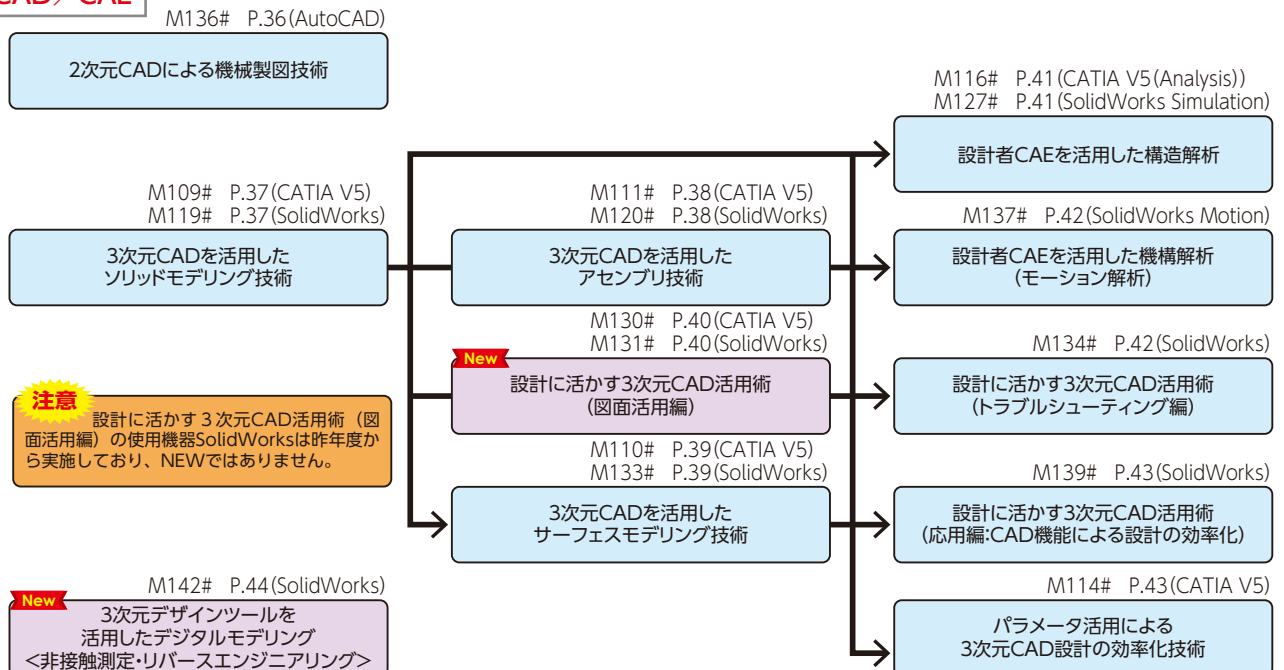 CAD／CAE
M136# P.36(AutoCAD)
2次元CADによる機械製図技術
M109# P.37(CATIA V5)
M119# P.37(SolidWorks)
3次元CADを活用した
ソリッドモデリング技術
注意
設計に活かす３次元CAD活用術（図
面活用編）の使用機器SolidWorksは昨年度か
ら実施しており、NEWではありません。
M142# P.44(SolidWorks)
New
3次元デザインツールを
活用したデジタルモデリング
<非接触測定・リバースエンジニアリング>
M111# P.38(CATIA V5)
M120# P.38(SolidWorks)
3次元CADを活用した
アセンブリ技術
M130# P.40(CATIA V5)
M131# P.40(SolidWorks)
New
設計に活かす3次元CAD活用術
(図面活用編)
M110# P.39(CATIA V5)
M133# P.39(SolidWorks)
3次元CADを活用した
サーフェスモデリング技術
M116# P.41(CATIA V5(Analysis))
M127# P.41(SolidWorks Simulation)
設計者CAEを活用した構造解析
M137# P.42(SolidWorks Motion)
設計者CAEを活用した機構解析
(モーション解析)
M134# P.42(SolidWorks)
設計に活かす3次元CAD活用術
(トラブルシューティング編)
M139# P.43(SolidWorks)
設計に活かす3次元CAD活用術
(応用編:CAD機能による設計の効率化)
M114# P.43(CATIA V5)
パラメータ活用による
3次元CAD設計の効率化技術